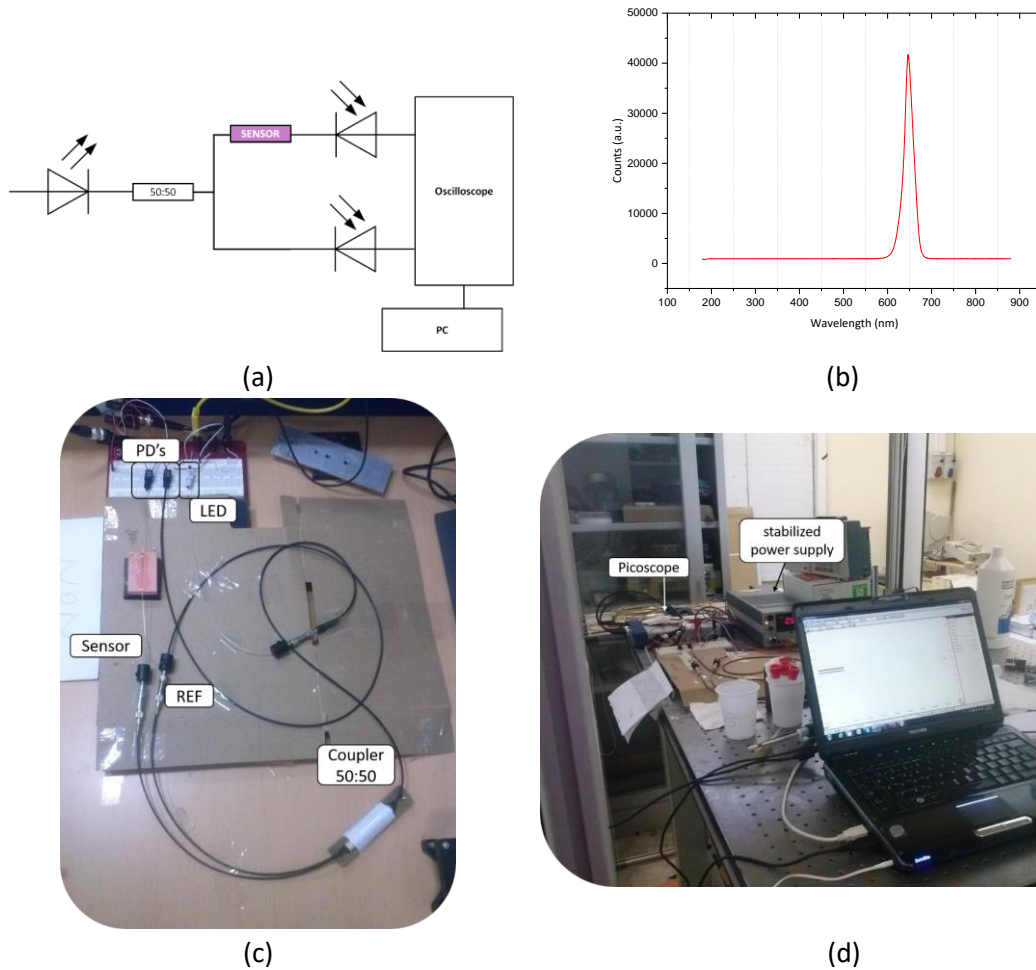 SENSOR
50:50
Oscilloscope
PC
(a)
50000
40000
30000
20000
10000
0
Counts (a.u.)
100 200 300 400 500 600 700 800 900
Wavelength (nm)
(b)
PD's
LED
Sensor
REF
Coupler
50:50
(c)
stabilized
power supply
Picoscope
(d)